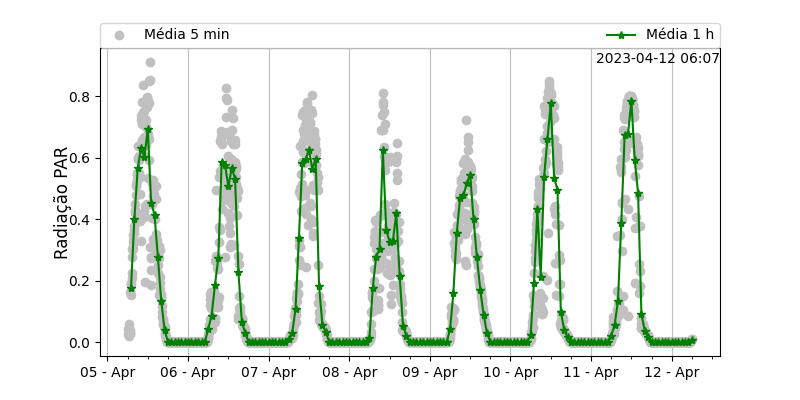 Média 5 min
Média 1 h
2023-04-12 06:07
Radiação PAR
0.8
0.6
0.4
0.2
0.0
05 - Apr
06 - Apr
07 - Apr
08 - Apr
09 - Apr
10 - Apr
11 - Apr
12 - Apr